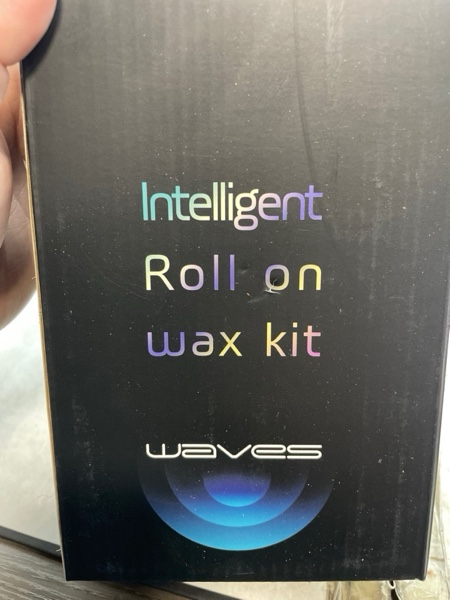 Intelligent
Roll on
wax kit
waves